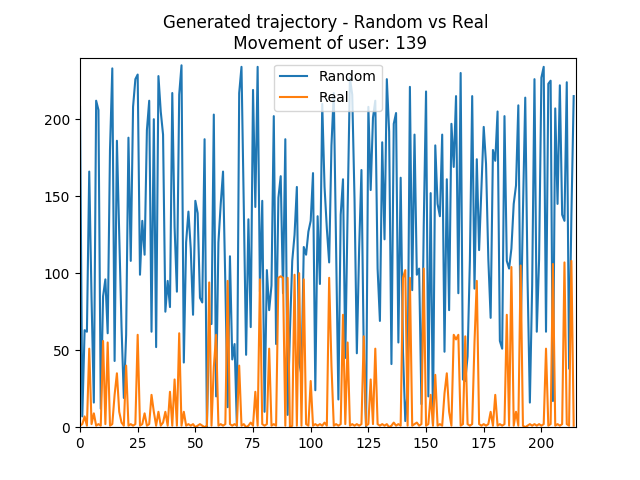 Generated trajectory - Random vs Real
Movement of user: 139
Random
Real
200
150
100
50
0
0 25 50 75 100 125 150 175 200